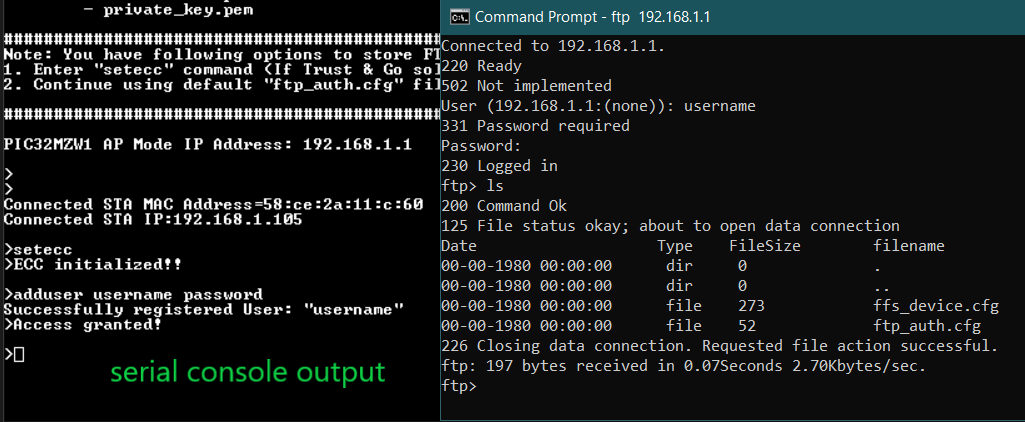 - private_key.pem
################################################
Note: You have following options to store FT
1. Enter "setecc" command (If Trust & Go sol
2. Continue using default "ftp_auth.cfg" fil
################################################
PIC32MZW1 AP Mode IP Address: 192.168.1.1
>
>
Connected STA MAC Address=58:ce:2a:11:c:60
Connected STA IP:192.168.1.105
>setecc
>ECC initialized!!
>adduser username password
Successfully registered User: "username"
>Access granted!
>
serial console output
Command Prompt - ftp  192.168.1.1
Connected to 192.168.1.1.
220 Ready
502 Not implemented
User (192.168.1.1:(none)): username
331 Password required
Password:
230 Logged in
ftp> ls
200 Command Ok
125 File status okay; about to open data connection
Date                  Type    FileSize        filename
00-00-1980 00:00:00      dir     0             .
00-00-1980 00:00:00      dir     0             ..
00-00-1980 00:00:00      file    273           ffs_device.cfg
00-00-1980 00:00:00      file    52            ftp_auth.cfg
226 Closing data connection. Requested file action successful.
ftp: 197 bytes received in 0.07Seconds 2.70Kbytes/sec.
ftp>